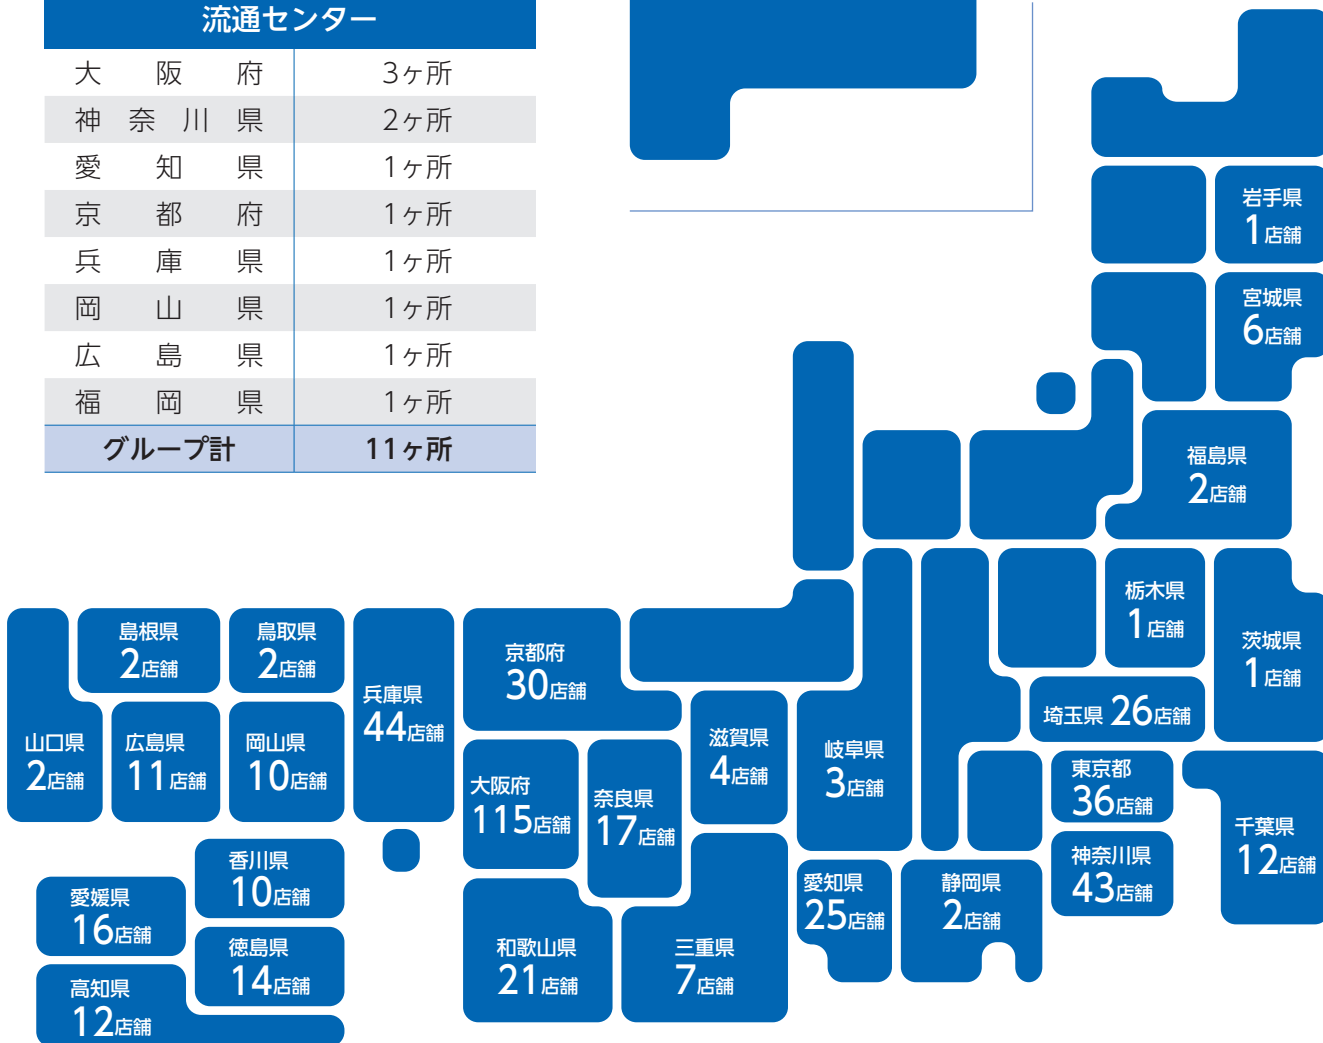 流通センター
大阪府 3ヶ所
神奈川県 2ヶ所
愛知県 1ヶ所
京都府 1ヶ所
兵庫県 1ヶ所
岡山県 1ヶ所
広島県 1ヶ所
福岡県 1ヶ所
グループ計 11ヶ所
岩手県
1店舗
宮城県
6店舗
福島県
2店舗
栃木県
1店舗
茨城県
1店舗
埼玉県 26店舗
東京都
36店舗
千葉県
12店舗
神奈川県
43店舗
静岡県
2店舗
愛知県
25店舗
岐阜県
3店舗
三重県
7店舗
滋賀県
4店舗
京都府
30店舗
大阪府
115店舗
奈良県
17店舗
和歌山県
21店舗
兵庫県
44店舗
鳥取県
2店舗
島根県
2店舗
岡山県
10店舗
広島県
11店舗
山口県
2店舗
香川県
10店舗
徳島県
14店舗
愛媛県
16店舗
高知県
12店舗